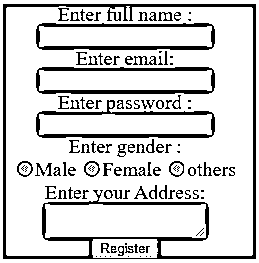 Enter full name :
Enter email:
Enter password :
Enter gender :
Male Female others
Enter your Address:
Register